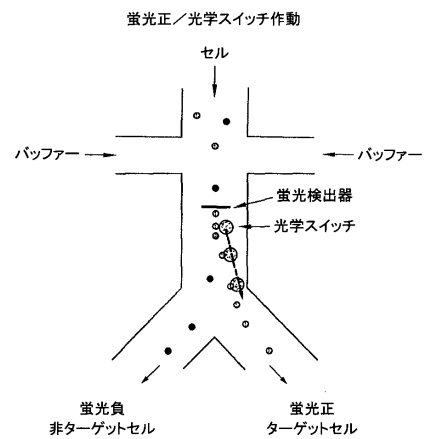 蛍光正／光学スイッチ作動
セル
バッファー
バッファー
蛍光検出器
光学スイッチ
蛍光負
非ターゲットセル
蛍光正
ターゲットセル